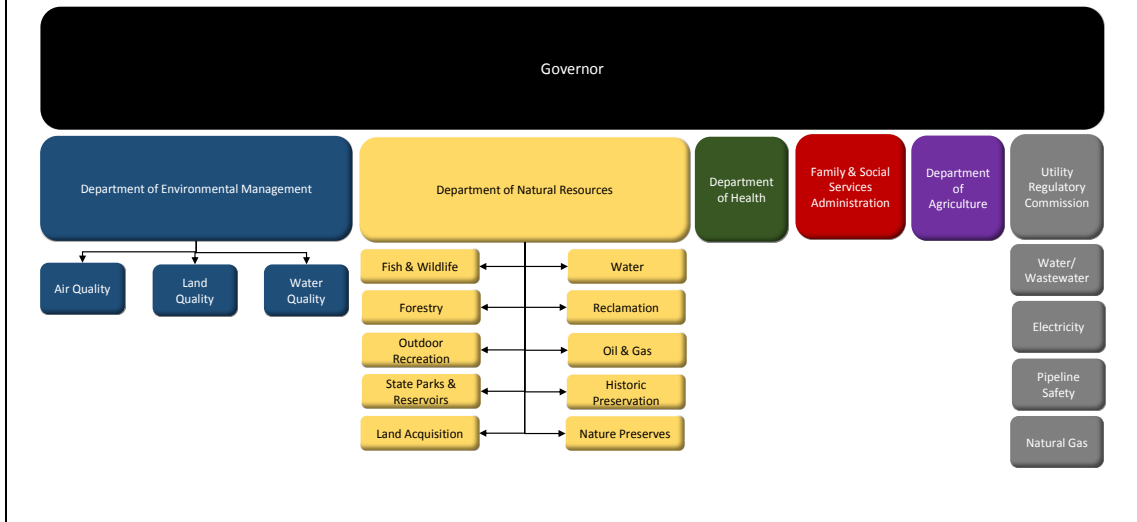 Governor
Department of Environmental Management
Department of Natural Resources
Department
of Health
Family & Social
Services
Administration
Department
of
Agriculture
Utility
Regulatory
Commission
Air Quality
Land
Quality
Water
Quality
Fish & Wildlife
Water
Forestry
Reclamation
Outdoor
Recreation
Oil & Gas
State Parks &
Reservoirs
Historic
Preservation
Land Acquisition
Nature Preserves
Water/
Wastewater
Electricity
Pipeline
Safety
Natural Gas